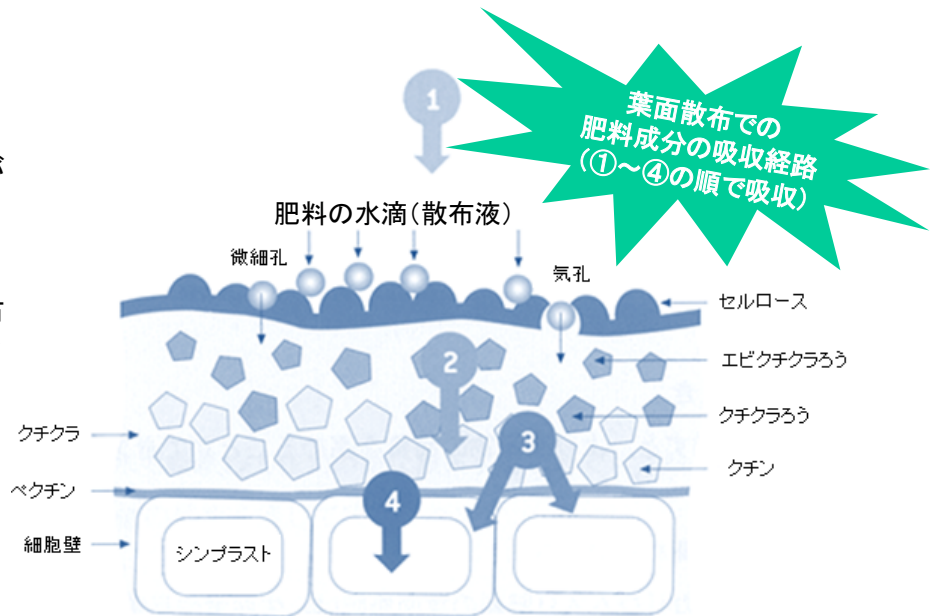 1
葉面散布での
肥料成分の吸収経路
(①～④の順で吸収)
が
肥料の水滴(散布液)
微細孔
気孔
セルロース
2
エピクチクラろう
クチクラろう
3
クチクラ
クチン
ペクチン
4
細胞壁
シンプラスト